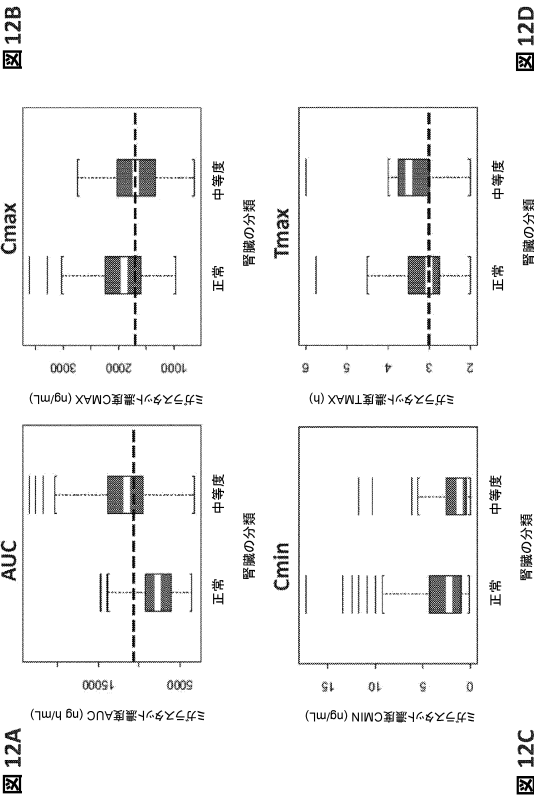 図 12A
AUC
ミガラスタット濃度AUC (ng h/mL)
15000
5000
正常
中等度
腎臓の分類
図 12B
Cmax
ミガラスタット濃度CMAX (ng/mL)
3000
2000
1000
正常
中等度
腎臓の分類
図 12C
Cmin
ミガラスタット濃度CMIN (ng/mL)
15
10
5
0
正常
中等度
腎臓の分類
図 12D
Tmax
ミガラスタット濃度TMAX (h)
6
5
4
3
2
正常
中等度
腎臓の分類